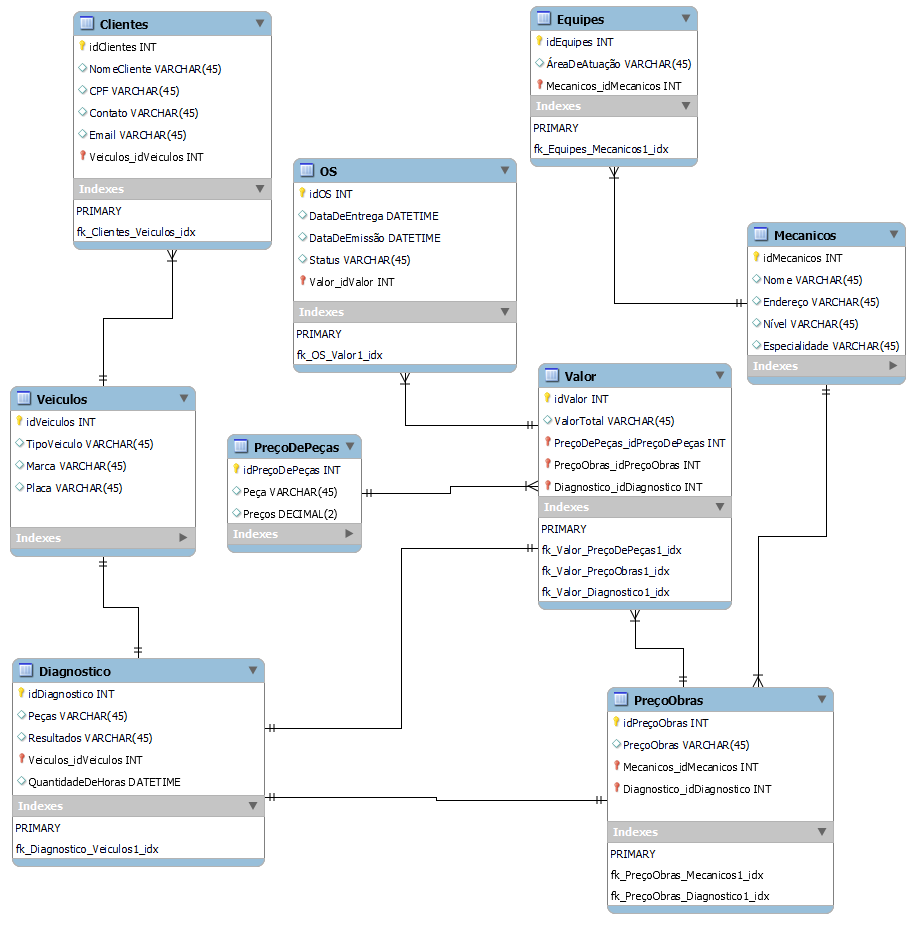 Clientes
idClientes INT
NomeCliente VARCHAR(45)
CPF VARCHAR(45)
Contato VARCHAR(45)
Email VARCHAR(45)
Veiculos_idVeiculos INT
Indexes
PRIMARY
fk_Clientes_Veiculos_idx
Equipes
idEquipes INT
ÁreaDeAtuação VARCHAR(45)
Mecanicos_idMecanicos INT
Indexes
PRIMARY
fk_Equipes_Mecanicos1_idx
OS
idOS INT
DataDeEntrega DATETIME
DataDeEmissão DATETIME
Status VARCHAR(45)
Valor_idValor INT
Indexes
PRIMARY
fk_OS_Valor1_idx
Mecanicos
idMecanicos INT
Nome VARCHAR(45)
Endereço VARCHAR(45)
Nível VARCHAR(45)
Especialidade VARCHAR(45)
Indexes
Veiculos
idVeiculos INT
TipoVeiculo VARCHAR(45)
Marca VARCHAR(45)
Placa VARCHAR(45)
Indexes
PreçoDePeças
idPreçoDePeças INT
Peça VARCHAR(45)
Preços DECIMAL(2)
Indexes
Valor
idValor INT
ValorTotal VARCHAR(45)
PreçoDePeças_idPreçoDePeças INT
PreçoObras_idPreçoObras INT
Diagnostico_idDiagnostico INT
Indexes
PRIMARY
fk_Valor_PreçoDePeças1_idx
fk_Valor_PreçoObras1_idx
fk_Valor_Diagnostico1_idx
Diagnostico
idDiagnostico INT
Peças VARCHAR(45)
Resultados VARCHAR(45)
Veiculos_idVeiculos INT
QuantidadeDeHoras DATETIME
Indexes
PRIMARY
fk_Diagnostico_Veiculos1_idx
PreçoObras
idPreçoObras INT
PreçoObras VARCHAR(45)
Mecanicos_idMecanicos INT
Diagnostico_idDiagnostico INT
Indexes
PRIMARY
fk_PreçoObras_Mecanicos1_idx
fk_PreçoObras_Diagnostico1_idx